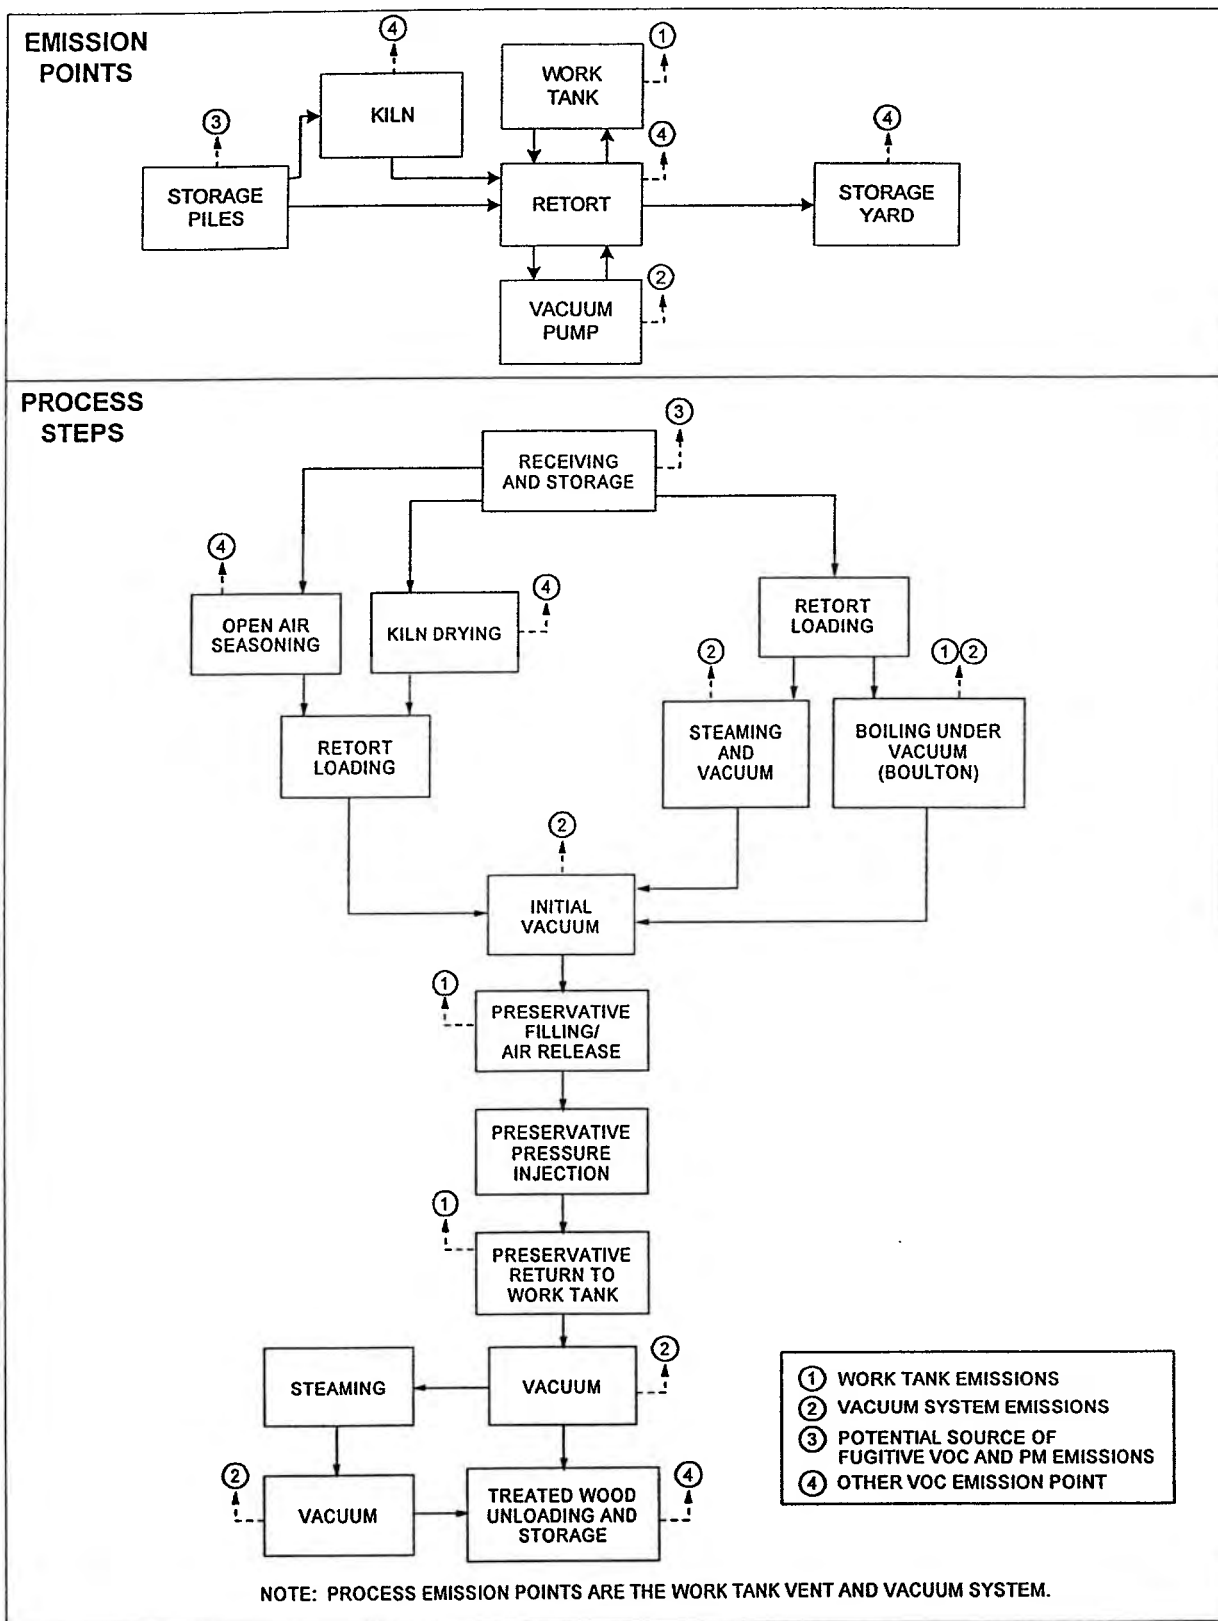 EMISSION
POINTS
④
①
WORK
TANK
KILN
③
④
④
STORAGE
PILES
RETORT
STORAGE
YARD
②
VACUUM
PUMP
PROCESS
STEPS
③
RECEIVING
AND STORAGE
④
④
OPEN AIR
SEASONING
KILN DRYING
RETORT
LOADING
②
①②
RETORT
LOADING
STEAMING
AND
VACUUM
BOILING UNDER
VACUUM
(BOULTON)
②
INITIAL
VACUUM
①
PRESERVATIVE
FILLING/
AIR RELEASE
PRESERVATIVE
PRESSURE
INJECTION
①
PRESERVATIVE
RETURN TO
WORK TANK
②
STEAMING
VACUUM
②
④
VACUUM
TREATED WOOD
UNLOADING AND
STORAGE
① WORK TANK EMISSIONS
② VACUUM SYSTEM EMISSIONS
③ POTENTIAL SOURCE OF
FUGITIVE VOC AND PM EMISSIONS
④ OTHER VOC EMISSION POINT
NOTE: PROCESS EMISSION POINTS ARE THE WORK TANK VENT AND VACUUM SYSTEM.